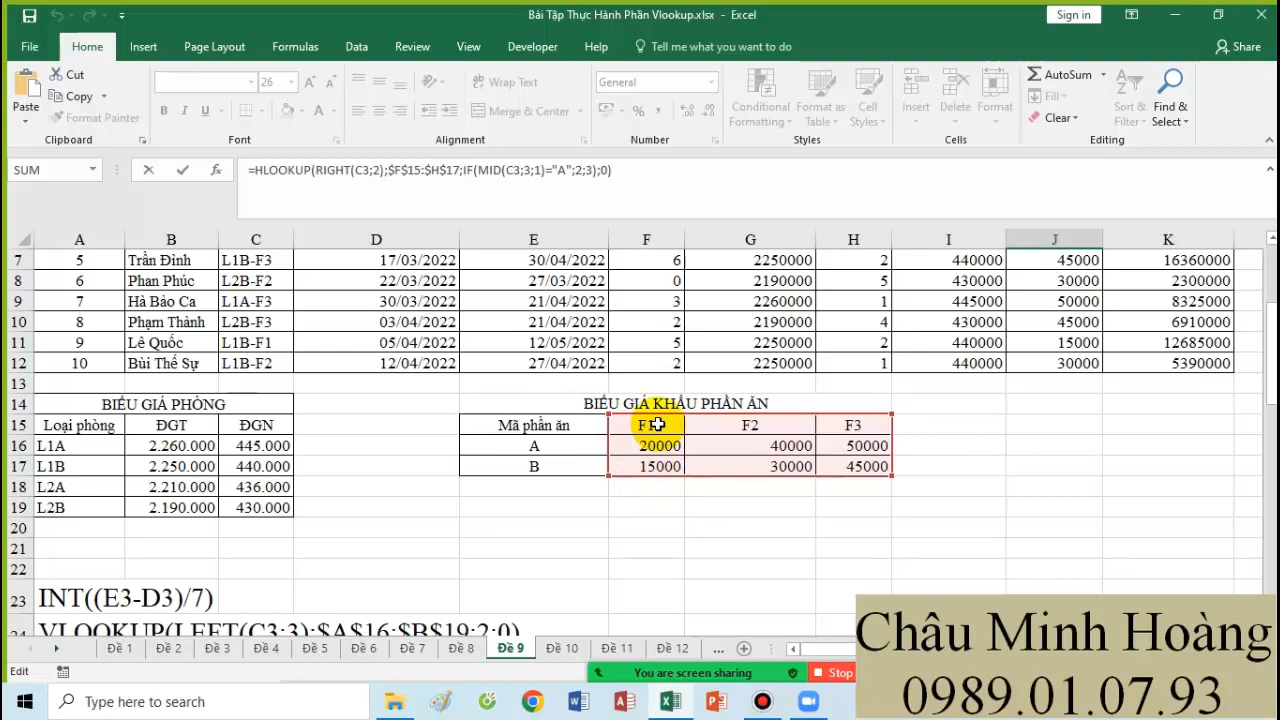 Bài Tập Thực Hành Phần Vlookup.xlsx - Excel
Sign in
File Home Insert Page Layout Formulas Data Review View Developer Help Tell me what you want to do Share
Paste Cut Copy Format Painter
26
B I U A
Wrap Text
Merge & Center
General
% ,
Conditional Formatting Format as Table Cell Styles
Insert Delete Format
AutoSum Fill Clear
Sort & Filter Find & Select
Clipboard Font Alignment Number Styles Cells Editing
SUM fx =HLOOKUP(RIGHT(C3;2);$F$15:$H$17;IF(MID(C3;3;1)="A";2;3);0)
A B C D E F G H I J K
7 5 Trần Đình L1B-F3 17/03/2022 30/04/2022 6 2250000 2 440000 45000 16360000
8 6 Phan Phúc L2B-F2 22/03/2022 27/03/2022 0 2190000 5 430000 30000 2300000
9 7 Hà Bảo Ca L1A-F3 30/03/2022 21/04/2022 3 2260000 1 445000 50000 8325000
10 8 Phạm Thành L2B-F3 03/04/2022 21/04/2022 2 2190000 4 430000 45000 6910000
11 9 Lê Quốc L1B-F1 05/04/2022 12/05/2022 5 2250000 2 440000 15000 12685000
12 10 Bùi Thế Sự L1B-F2 12/04/2022 27/04/2022 2 2250000 1 440000 30000 5390000
13
14 BIỂU GIÁ PHÒNG BIỂU GIÁ KHẨU PHẦN ĂN
15 Loại phòng ĐGT ĐGN Mã phần ăn F1 F2 F3
16 L1A 2.260.000 445.000 A 20000 40000 50000
17 L1B 2.250.000 440.000 B 15000 30000 45000
18 L2A 2.210.000 436.000
19 L2B 2.190.000 430.000
20
21
22
23 INT((E3-D3)/7)
24 VLOOKUP(LEFT(C3;3);$A$16:$B$19;2;0)
Đề 1 Đề 2 Đề 3 Đề 4 Đề 5 Đề 6 Đề 7 Đề 8 Đề 9 Đề 10 Đề 11 Đề 12 ...
Edit
You are screen sharing Stop
Type here to search
Châu Minh Hoàng
0989.01.07.93